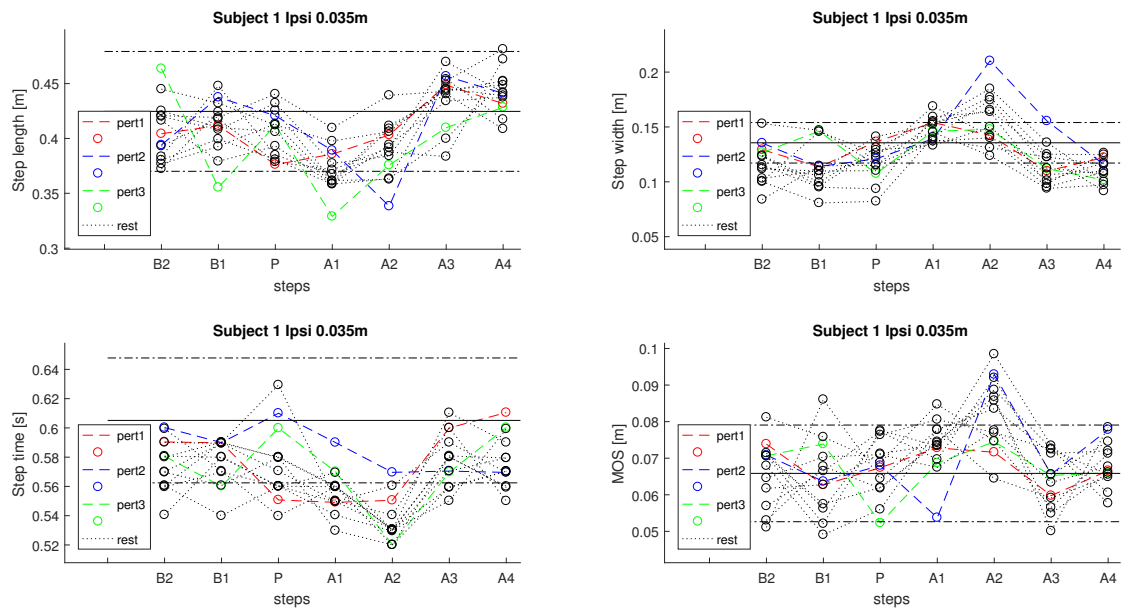 Subject 1 Ipsi 0.035m
Step length [m]
0.45
0.4
0.35
0.3
pert1
pert2
pert3
rest
B2 B1 P A1 A2 A3 A4
steps
Subject 1 Ipsi 0.035m
Step width [m]
0.2
0.15
0.1
0.05
pert1
pert2
pert3
rest
B2 B1 P A1 A2 A3 A4
steps
Subject 1 Ipsi 0.035m
Step time [s]
0.64
0.62
0.60
0.58
0.56
0.54
0.52
pert1
pert2
pert3
rest
B2 B1 P A1 A2 A3 A4
steps
Subject 1 Ipsi 0.035m
MOS [m]
0.1
0.09
0.08
0.07
0.06
0.05
pert1
pert2
pert3
rest
B2 B1 P A1 A2 A3 A4
steps